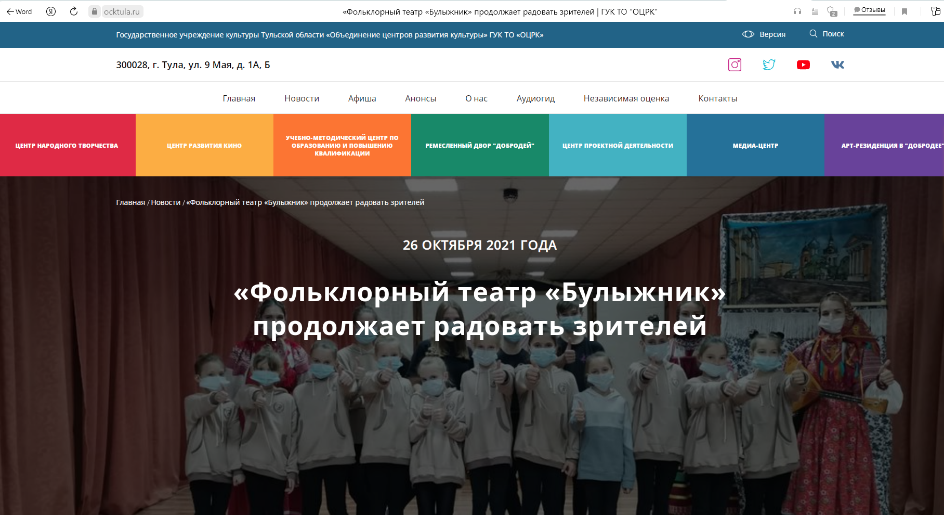 Word
Я
ocktula.ru
«Фольклорный театр «Булыжник» продолжает радовать зрителей | ГУК ТО "ОЦРК"
Отзывы
Государственное учреждение культуры Тульской области «Объединение центров развития культуры» ГУК ТО «ОЦРК»
Версия
Поиск
300028, г. Тула, ул. 9 Мая, д. 1А, Б
Главная Новости Афиша Анонсы О нас Аудиогид Независимая оценка Контакты
ЦЕНТР НАРОДНОГО ТВОРЧЕСТВА
ЦЕНТР РАЗВИТИЯ КИНО
УЧЕБНО-МЕТОДИЧЕСКИЙ ЦЕНТР ПО
ОБРАЗОВАНИЮ И ПОВЫШЕНИЮ
КВАЛИФИКАЦИИ
РЕМЕСЛЕННЫЙ ДВОР "ДОБРОДЕЙ"
ЦЕНТР ПРОЕКТНОЙ ДЕЯТЕЛЬНОСТИ
МЕДИА-ЦЕНТР
АРТ-РЕЗИДЕНЦИЯ В "ДОБРОДЕЕ"
Главная / Новости / «Фольклорный театр «Булыжник» продолжает радовать зрителей
26 ОКТЯБРЯ 2021 ГОДА
«Фольклорный театр «Булыжник»
продолжает радовать зрителей